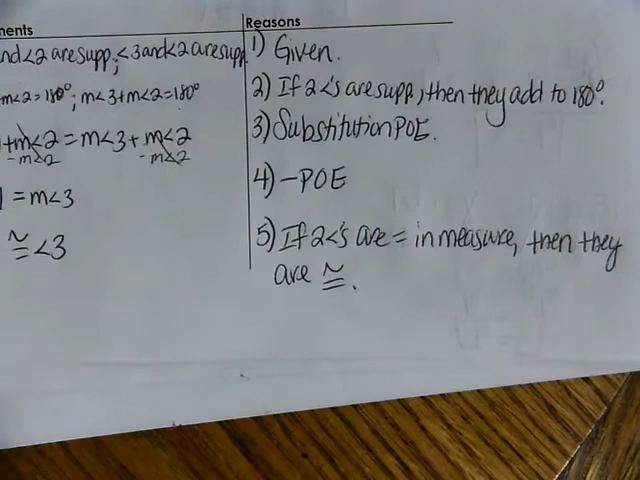 ments Reasons
nd<2 are supp; <3 and <2 are supp. 1) Given.
m<2=180°; m<3+m<2=180° 2) If 2 <'s are supp, then they add to 180°.
+m<2=m<3+m<2 3) Substitution POE.
-m<2 -m<2
=m<3 4) -POE
≅<3 5) If 2 <'s are = in measure, then they
are ≅.